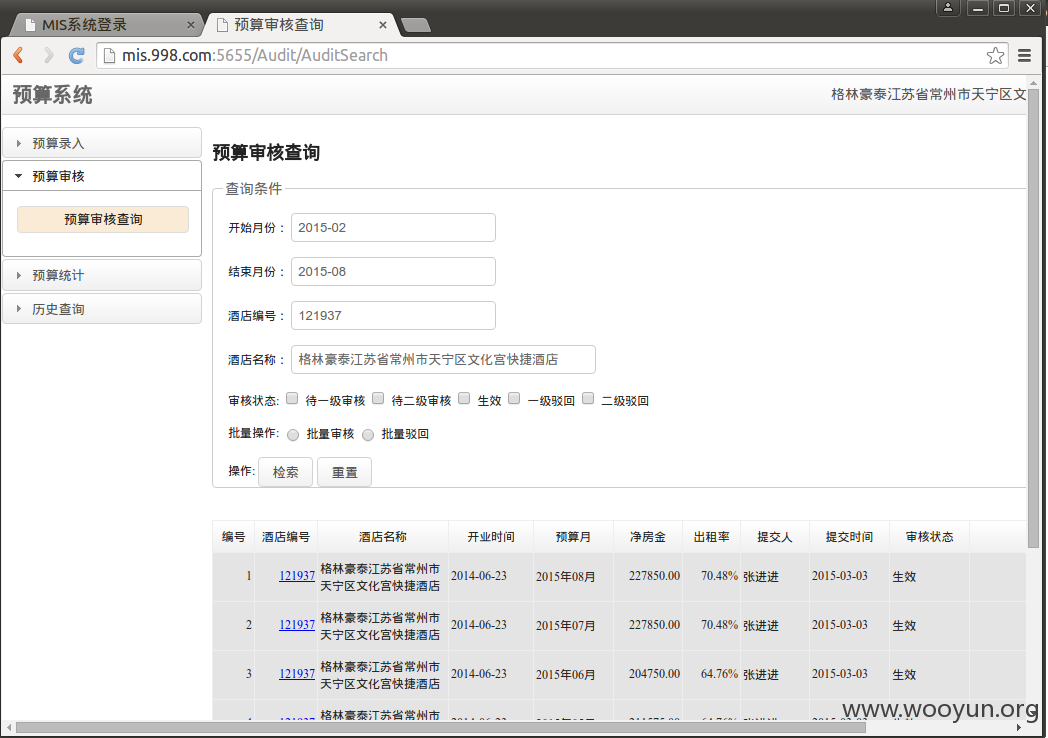 MIS系统登录
预算审核查询
mis.998.com:5655/Audit/AuditSearch
预算系统
格林豪泰江苏省常州市天宁区文
预算录入
预算审核
预算审核查询
预算统计
历史查询
预算审核查询
查询条件
开始月份： 2015-02
结束月份： 2015-08
酒店编号： 121937
酒店名称： 格林豪泰江苏省常州市天宁区文化宫快捷酒店
审核状态: 待一级审核 待二级审核 生效 一级驳回 二级驳回
批量操作: 批量审核 批量驳回
操作: 检索 重置
编号 酒店编号 酒店名称 开业时间 预算月 净房金 出租率 提交人 提交时间 审核状态
1 121937 格林豪泰江苏省常州市天宁区文化宫快捷酒店 2014-06-23 2015年08月 227850.00 70.48% 张进进 2015-03-03 生效
2 121937 格林豪泰江苏省常州市天宁区文化宫快捷酒店 2014-06-23 2015年07月 227850.00 70.48% 张进进 2015-03-03 生效
3 121937 格林豪泰江苏省常州市天宁区文化宫快捷酒店 2014-06-23 2015年06月 204750.00 64.76% 张进进 2015-03-03 生效
格林豪泰江苏省常州市
www.wooyun.org